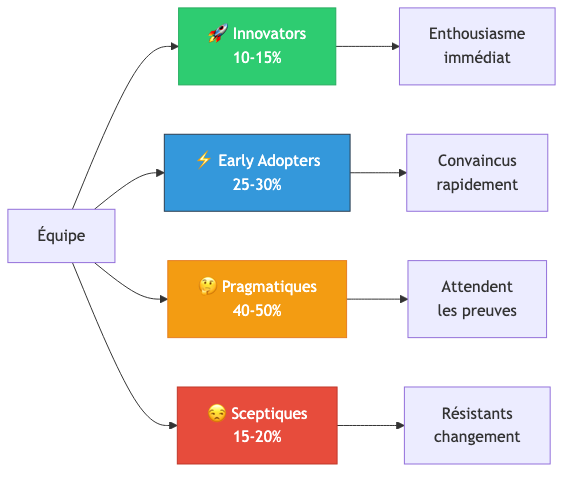 🚀 Innovators
10-15%
Enthousiasme
immédiat
⚡ Early Adopters
25-30%
Convaincus
rapidement
Équipe
🤔 Pragmatiques
40-50%
Attendent
les preuves
😒 Sceptiques
15-20%
Résistants
changement